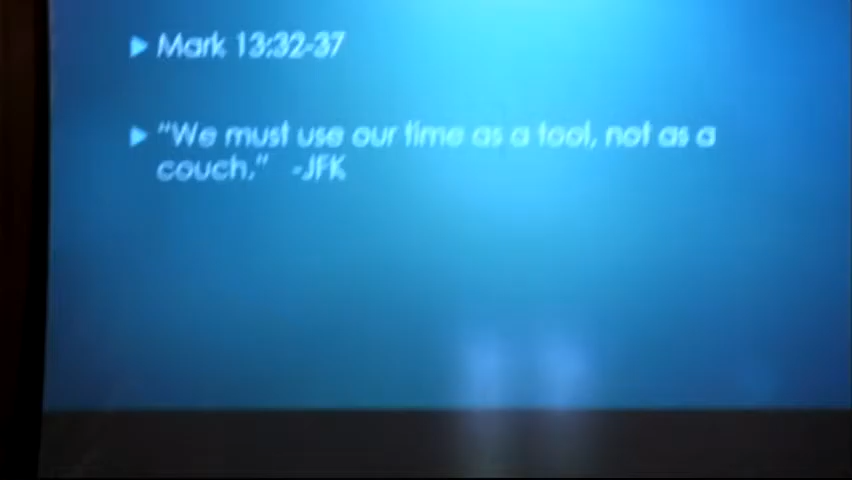 Mark 13:32-37
"We must use our time as a tool, not as a
couch." -JFK